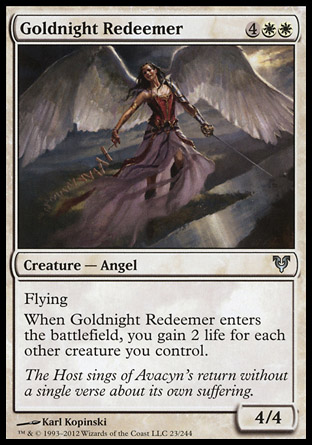 Goldnight Redeemer 4
Creature — Angel
Flying
When Goldnight Redeemer enters
the battlefield, you gain 2 life for each
other creature you control.
The Host sings of Avacyn's return without
a single verse about its own suffering.
Karl Kopinski
™ & © 1993–2012 Wizards of the Coast LLC 23/244
4/4